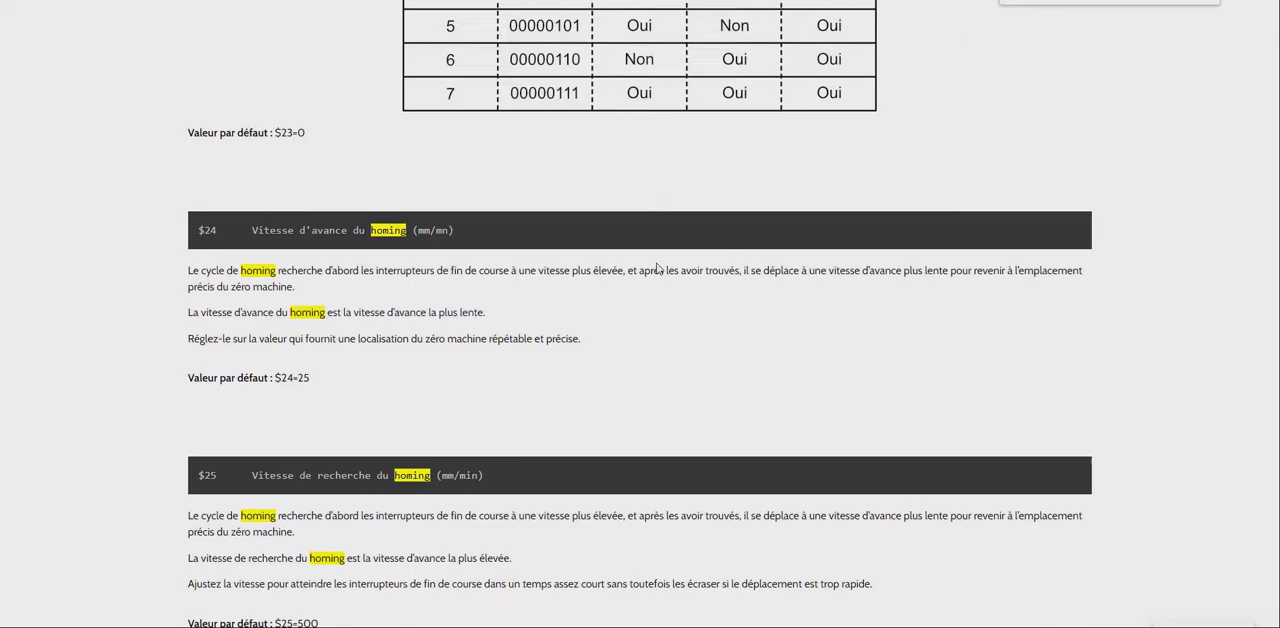 5 00000101 Oui Non Oui
6 00000110 Non Oui Oui
7 00000111 Oui Oui Oui
Valeur par défaut : $23=0
$24 Vitesse d'avance du homing (mm/mn)
Le cycle de homing recherche d'abord les interrupteurs de fin de course à une vitesse plus élevée, et après les avoir trouvés, il se déplace à une vitesse d'avance plus lente pour revenir à l'emplacement
précis du zéro machine.
La vitesse d'avance du homing est la vitesse d'avance la plus lente.
Réglez-le sur la valeur qui fournit une localisation du zéro machine répétable et précise.
Valeur par défaut : $24=25
$25 Vitesse de recherche du homing (mm/min)
Le cycle de homing recherche d'abord les interrupteurs de fin de course à une vitesse plus élevée, et après les avoir trouvés, il se déplace à une vitesse d'avance plus lente pour revenir à l'emplacement
précis du zéro machine.
La vitesse de recherche du homing est la vitesse d'avance la plus élevée.
Ajustez la vitesse pour atteindre les interrupteurs de fin de course dans un temps assez court sans toutefois les écraser si le déplacement est trop rapide.
Valeur par défaut : $25=500